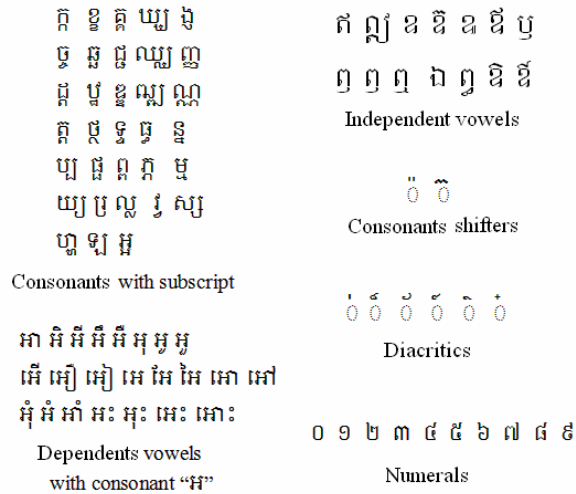 ក្ក ខ្ខ គ្គ ឃ្ឃ ង្ង
ច្ច ឆ្ឆ ជ្ជ ឈ្ឈ ញ្ញ
ដ្ដ ឋ្ឋ ឌ្ឌ ឍ្ឍ ណ្ណ
ត្ត ថ្ថ ទ្ទ ធ្ធ ន្ន
ប្ប ផ្ផ ព្ព ភ្ភ ម្ម
យ្យ រ្រ ល្ល វ្វ ស្ស
ហ្ហ ឡ អ្អ
Consonants with subscript
អា អិ អី អឹ អឺ អុ អូ អួ
អើ អឿ អៀ អេ អែ អៃ អោ អៅ
អុំ អំ អាំ អះ អុះ អេះ អោះ
Dependents vowels
with consonant “អ”
ឥ ឦ ឧ ឱ ឩ ឪ ឫ
ឬ ឭ ឮ ឯ ឰ ឱ ឳ
Independent vowels
◌៉ ◌៊
Consonants shifters
◌់ ◌៏ ◌័ ◌៍ ◌៌ ◌៎
Diacritics
០ ១ ២ ៣ ៤ ៥ ៦ ៧ ៨ ៩
Numerals